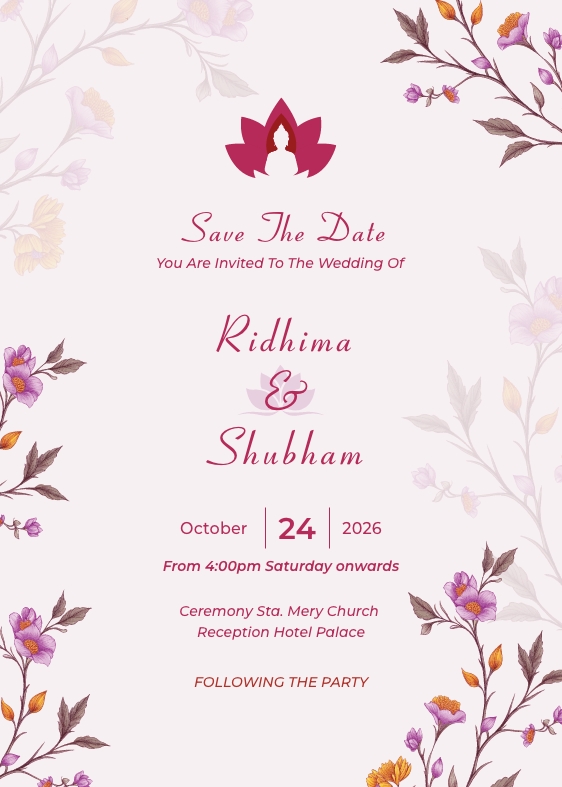 Save The Date
You Are Invited To The Wedding Of
Ridhima
&
Shubham
October 24 2026
From 4:00pm Saturday onwards
Ceremony Sta. Mery Church
Reception Hotel Palace
FOLLOWING THE PARTY